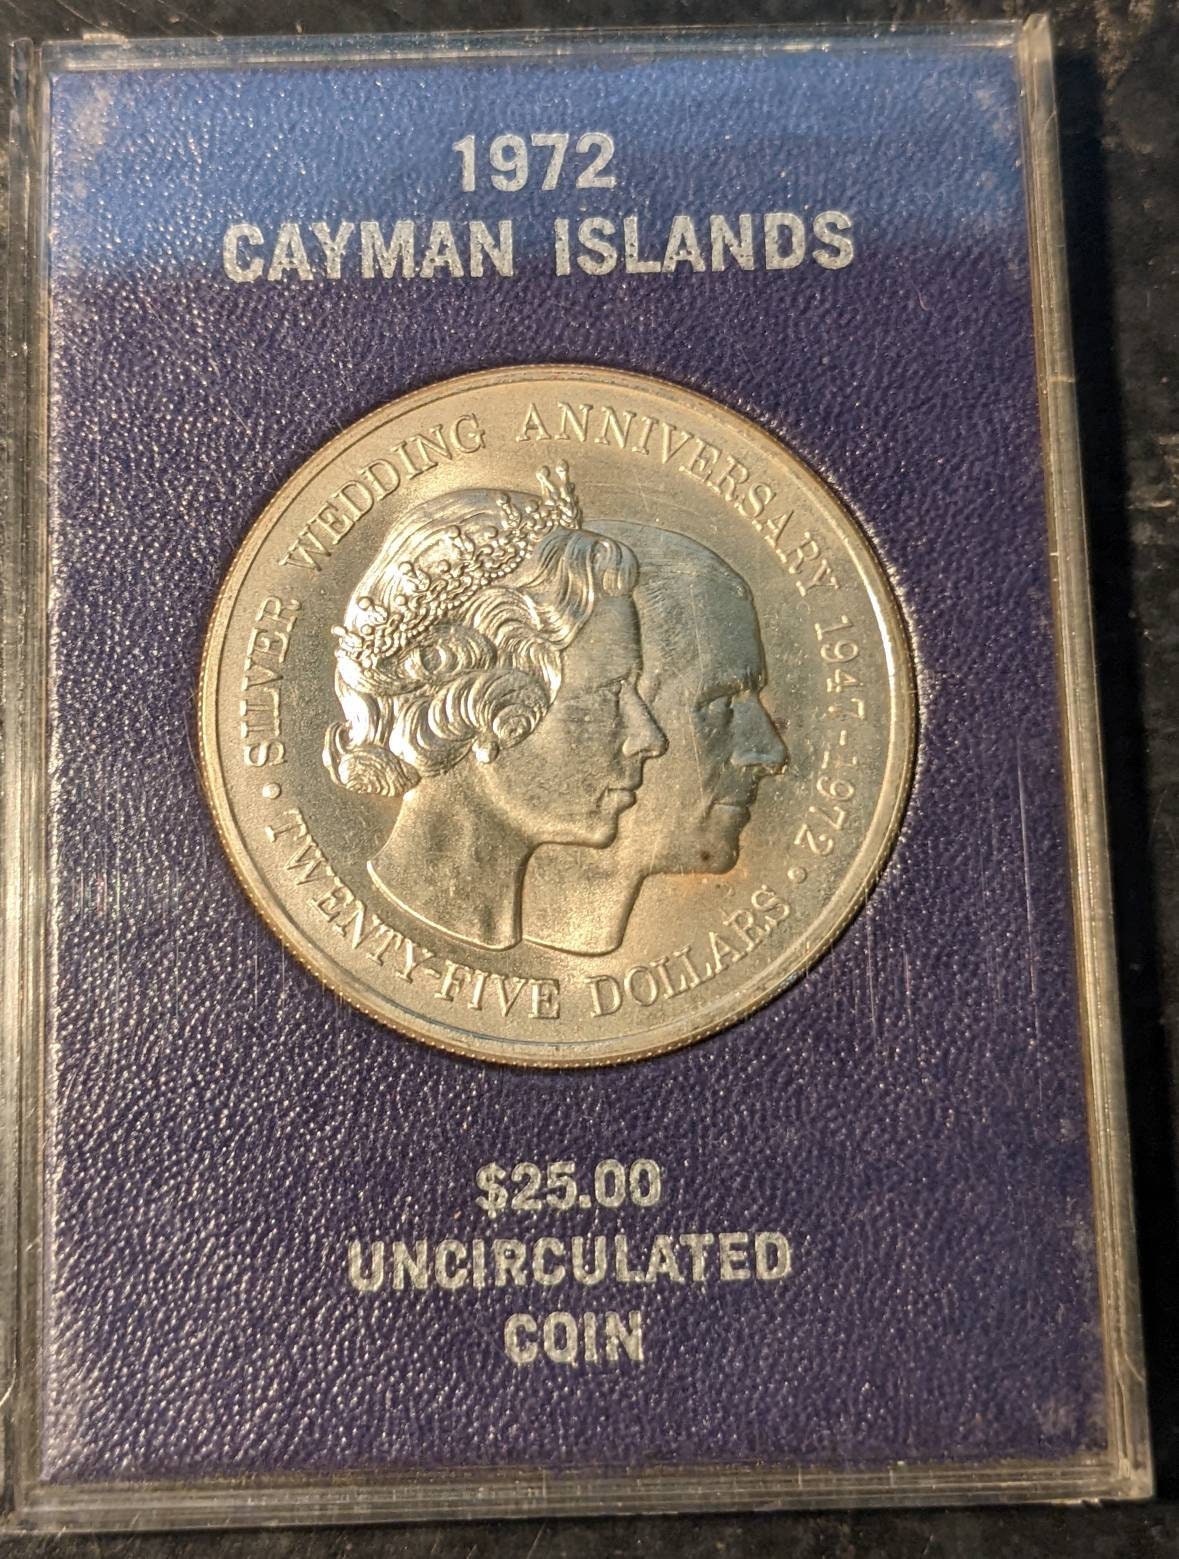 1972
CAYMAN ISLANDS
• SILVER WEDDING ANNIVERSARY 1947-1972 •
TWENTY-FIVE DOLLARS
$25.00
UNCIRCULATED
COIN